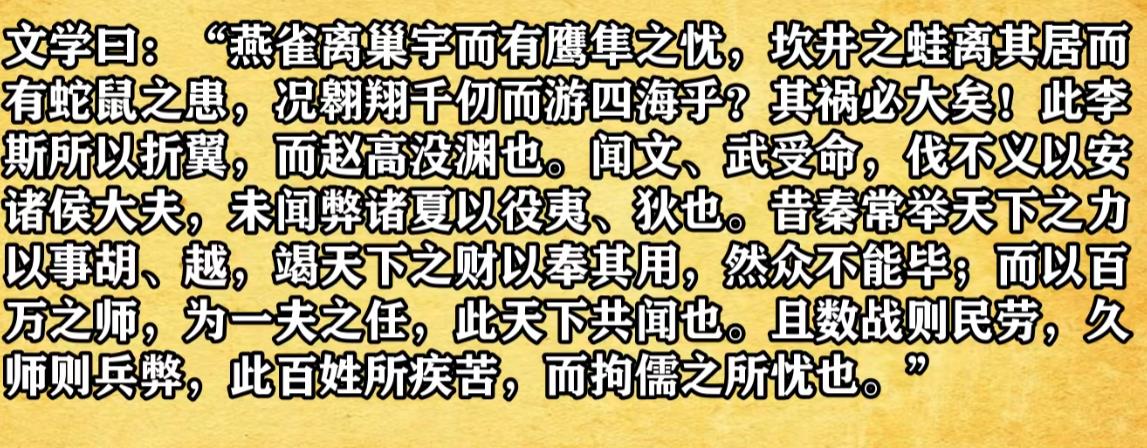 文学曰：“燕雀离巢宇而有鹰隼之忧，坎井之蛙离其居而
有蛇鼠之患，况翱翔千仞而游四海乎？其祸必大矣！此李
斯所以折翼，而赵高没渊也。闻文、武受命，伐不义以安
诸侯大夫，未闻弊诸夏以役夷、狄也。昔秦常举天下之力
以事胡、越，竭天下之财以奉其用，然众不能毕；而以百
万之师，为一夫之任，此天下共闻也。且数战则民劳，久
师则兵弊，此百姓所疾苦，而拘儒之所忧也。”